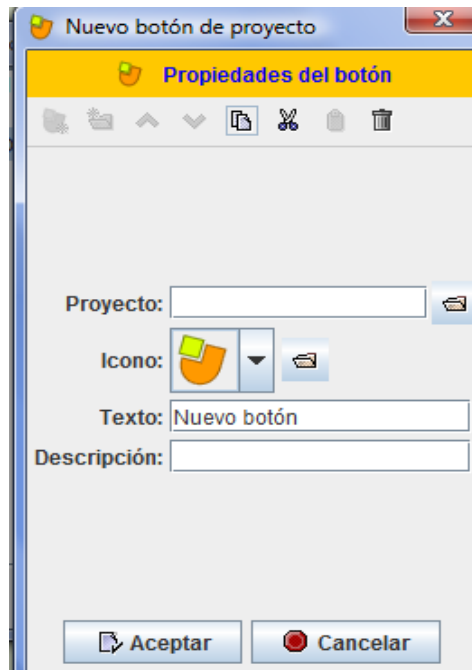 Nuevo botón de proyecto
Propiedades del botón
Proyecto:
Icono:
Texto: Nuevo botón
Descripción:
Aceptar Cancelar